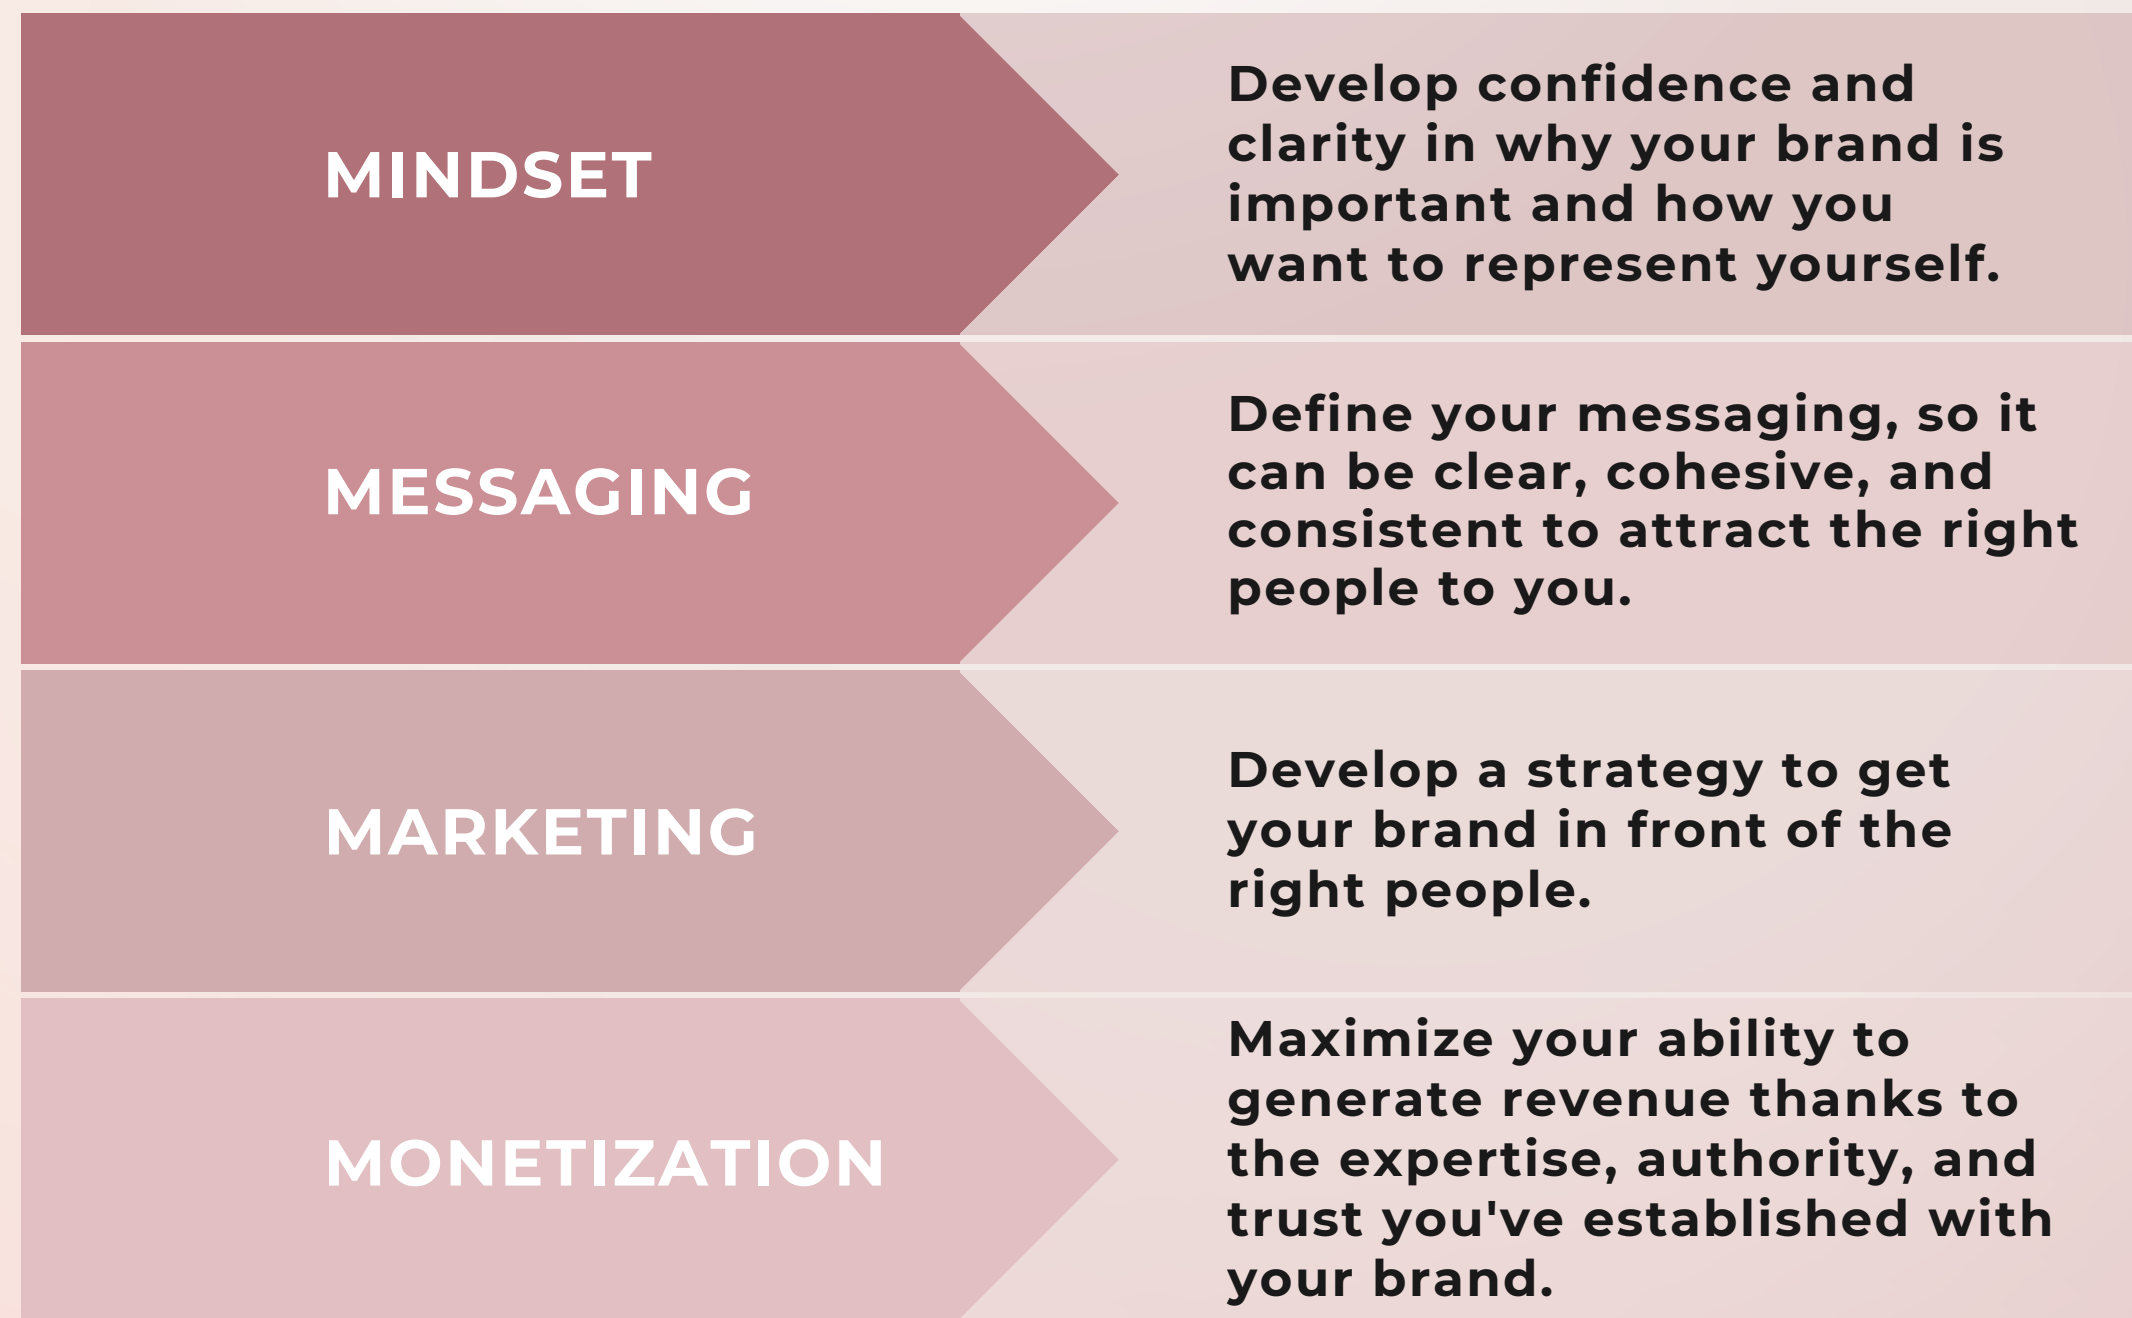 MINDSET
Develop confidence and
clarity in why your brand is
important and how you
want to represent yourself.
MESSAGING
Define your messaging, so it
can be clear, cohesive, and
consistent to attract the right
people to you.
MARKETING
Develop a strategy to get
your brand in front of the
right people.
MONETIZATION
Maximize your ability to
generate revenue thanks to
the expertise, authority, and
trust you've established with
your brand.